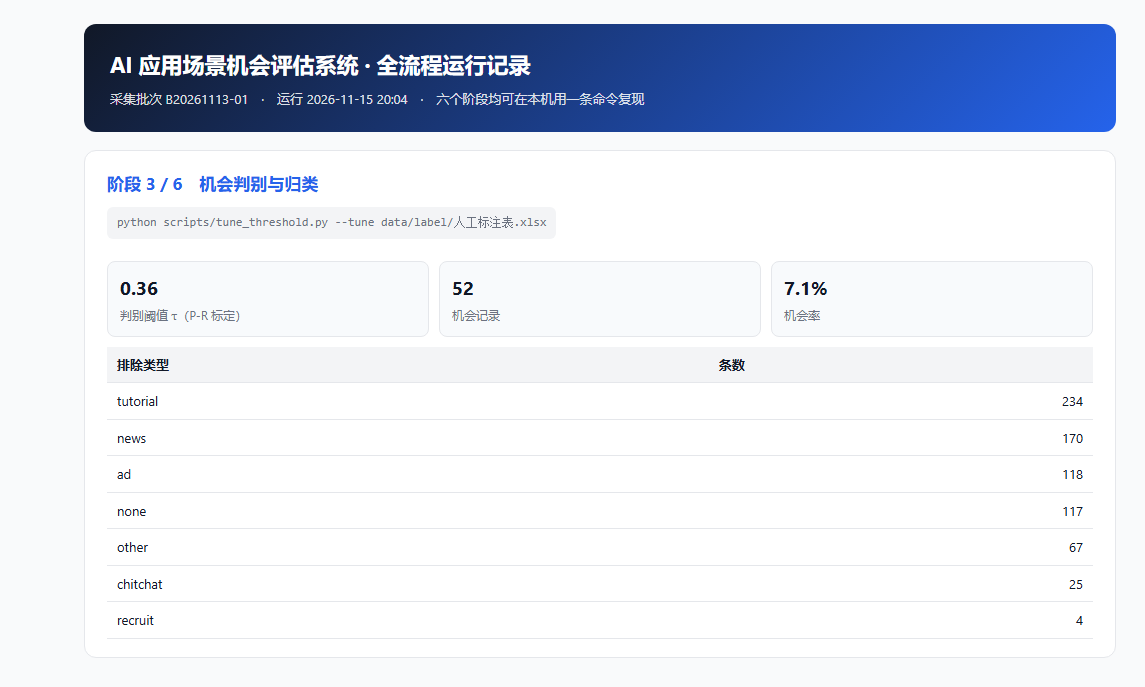 AI 应用场景机会评估系统 · 全流程运行记录
采集批次 B20261113-01 · 运行 2026-11-15 20:04 · 六个阶段均可在本机用一条命令复现
阶段 3 / 6 机会判别与归类
python scripts/tune_threshold.py --tune data/label/人工标注表.xlsx
0.36 52 7.1%
判别阈值 τ（P-R 标定） 机会记录 机会率
排除类型 条数
tutorial 234
news 170
ad 118
none 117
other 67
chitchat 25
recruit 4